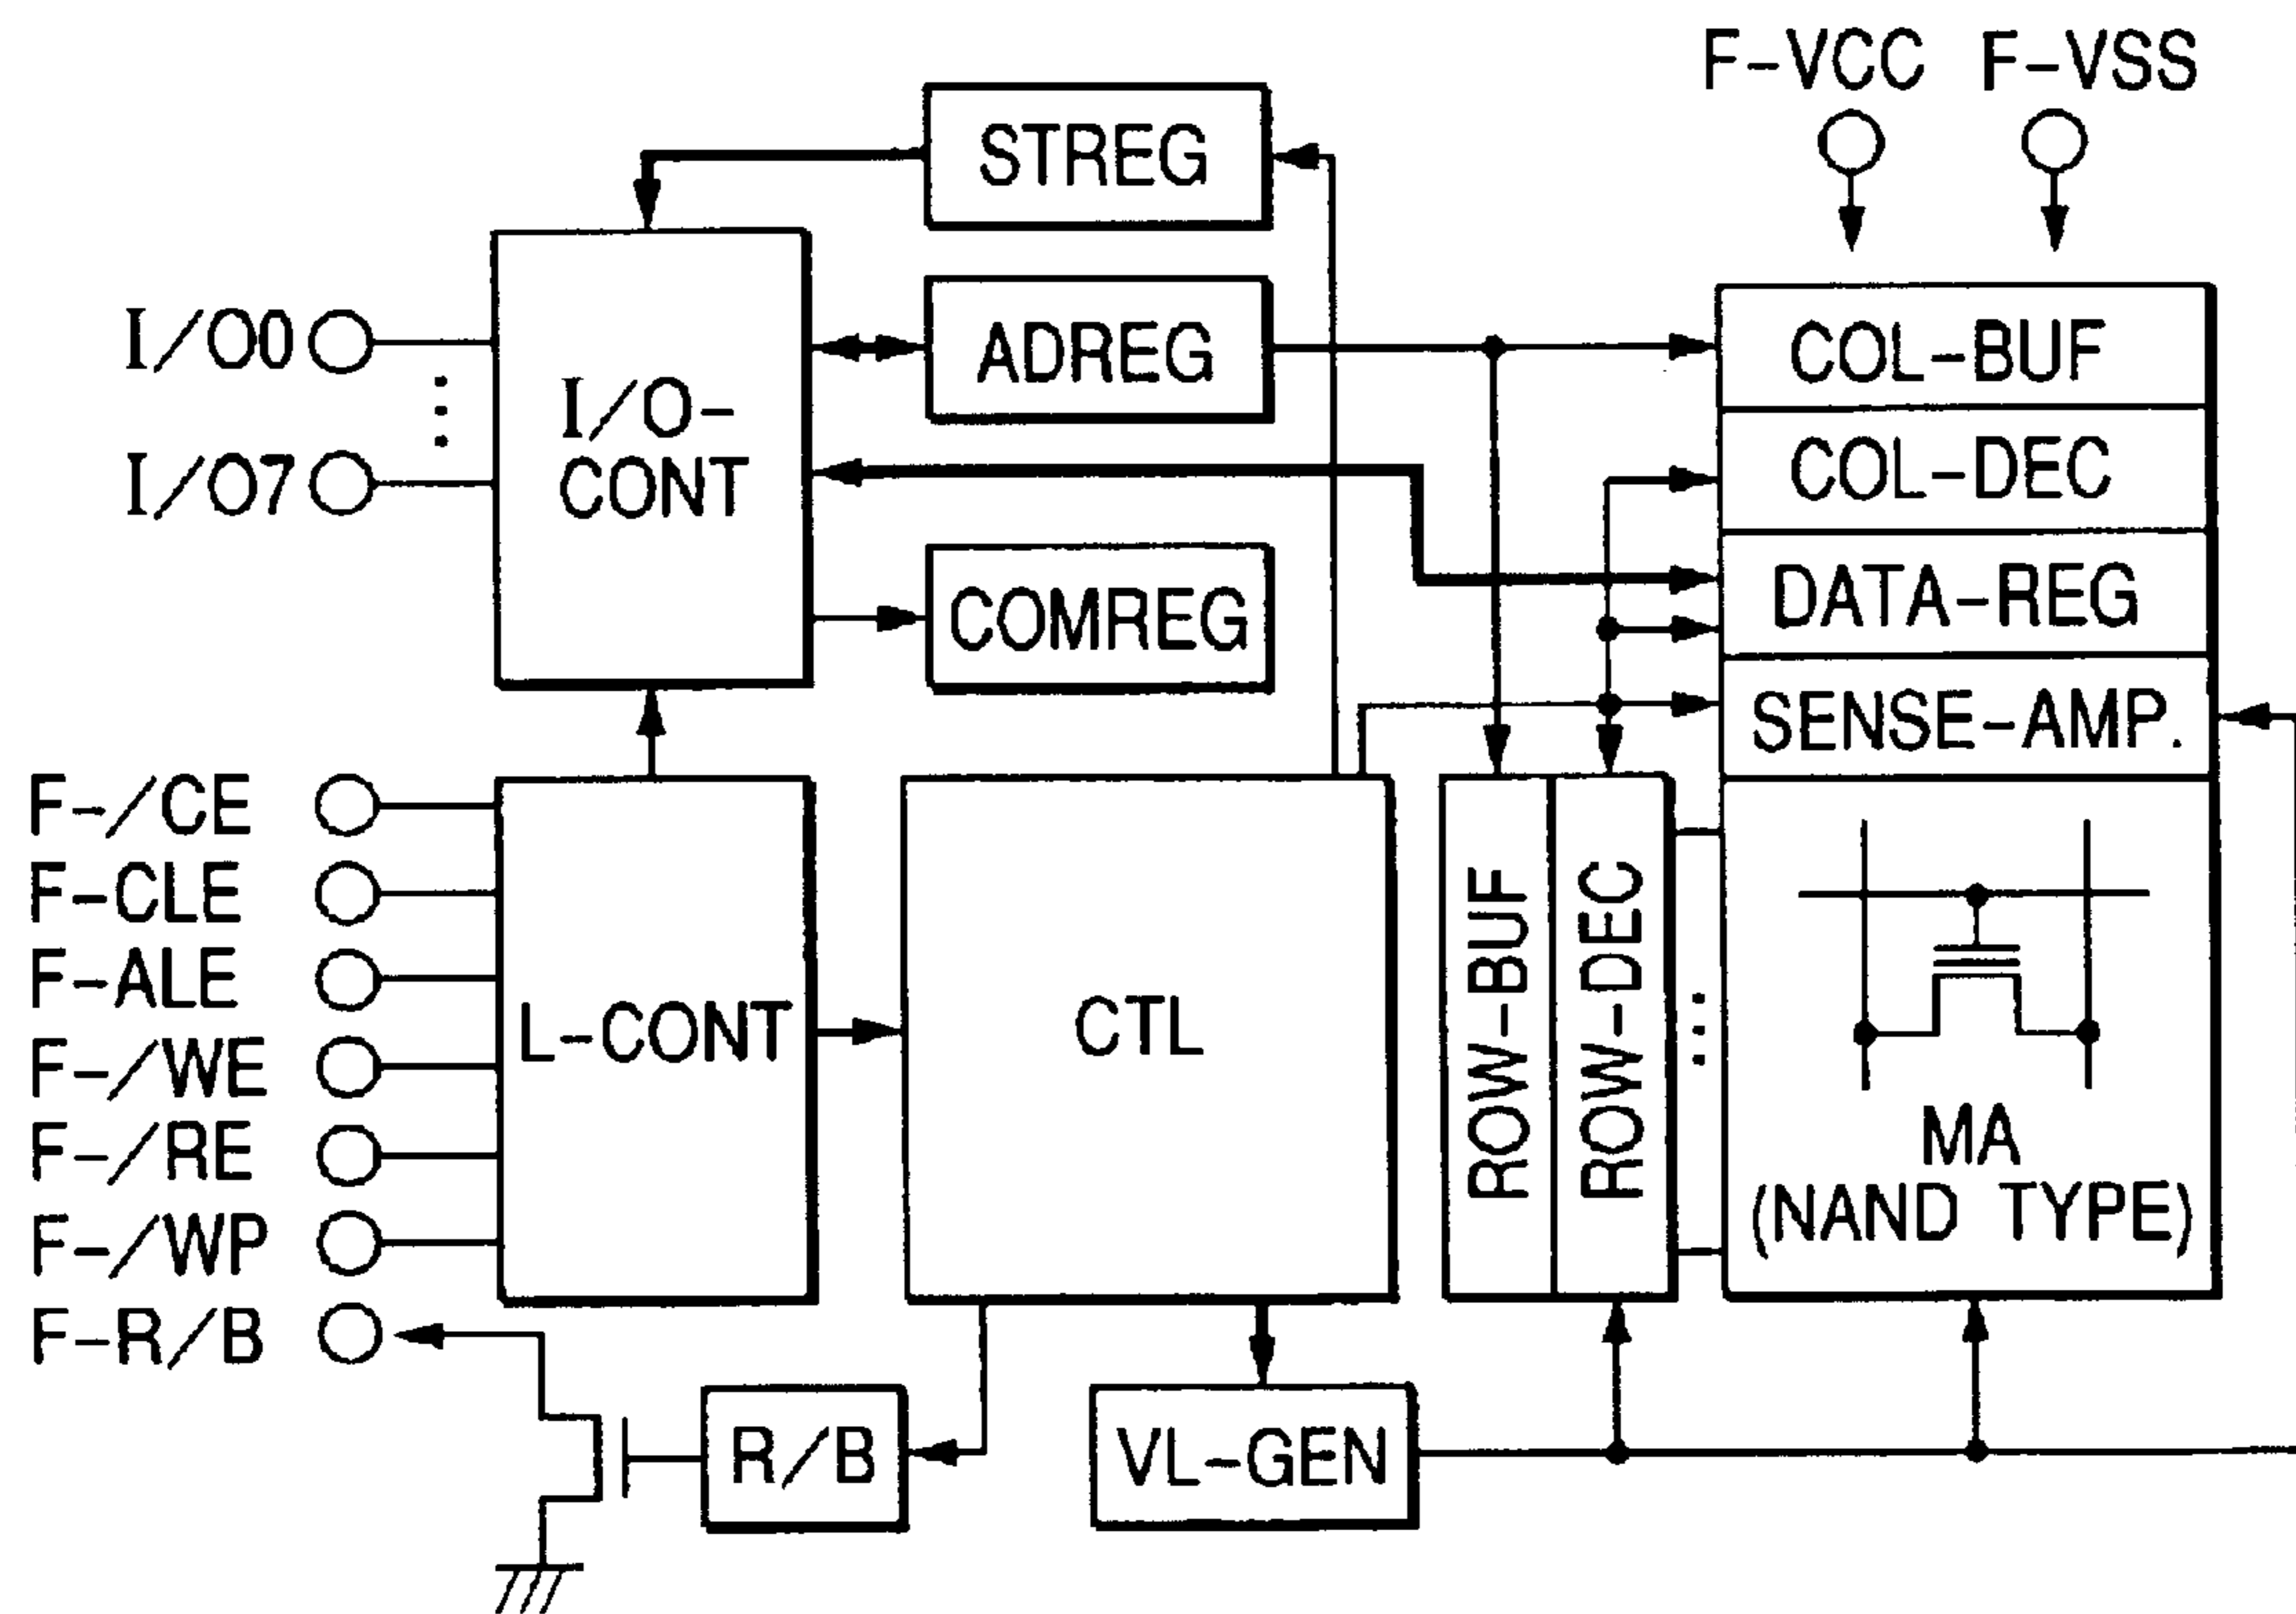 F-VCC F-VSS
STREG
I/O0
I/O7
I/O-
CONT
ADREG
COMREG
COL-BUF
COL-DEC
DATA-REG
SENSE-AMP.
F-/CE
F-CLE
F-ALE
F-/WE
F-/RE
F-/WP
F-R/B
L-CONT
CTL
ROW-BUF
ROW-DEC
MA
(NAND TYPE)
R/B
VL-GEN